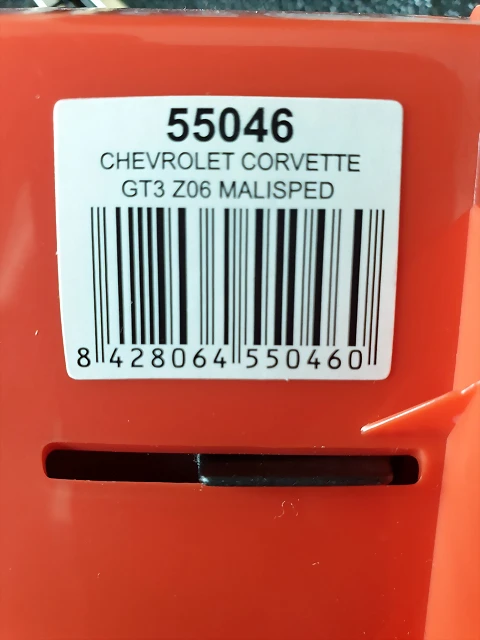 55046
CHEVROLET CORVETTE
GT3 Z06 MALISPED
8 428064 550460